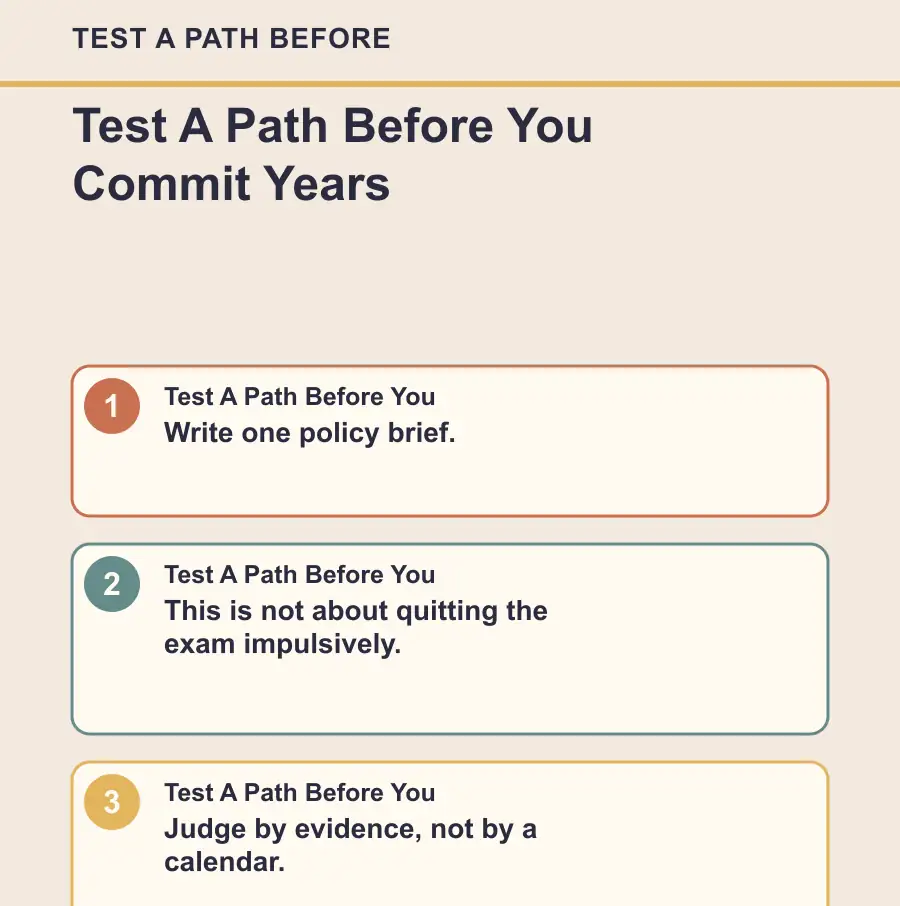 TEST A PATH BEFORE
Test A Path Before You
Commit Years
1
Test A Path Before You
Write one policy brief.
2
Test A Path Before You
This is not about quitting the
exam impulsively.
3
Test A Path Before You
Judge by evidence, not by a
calendar.